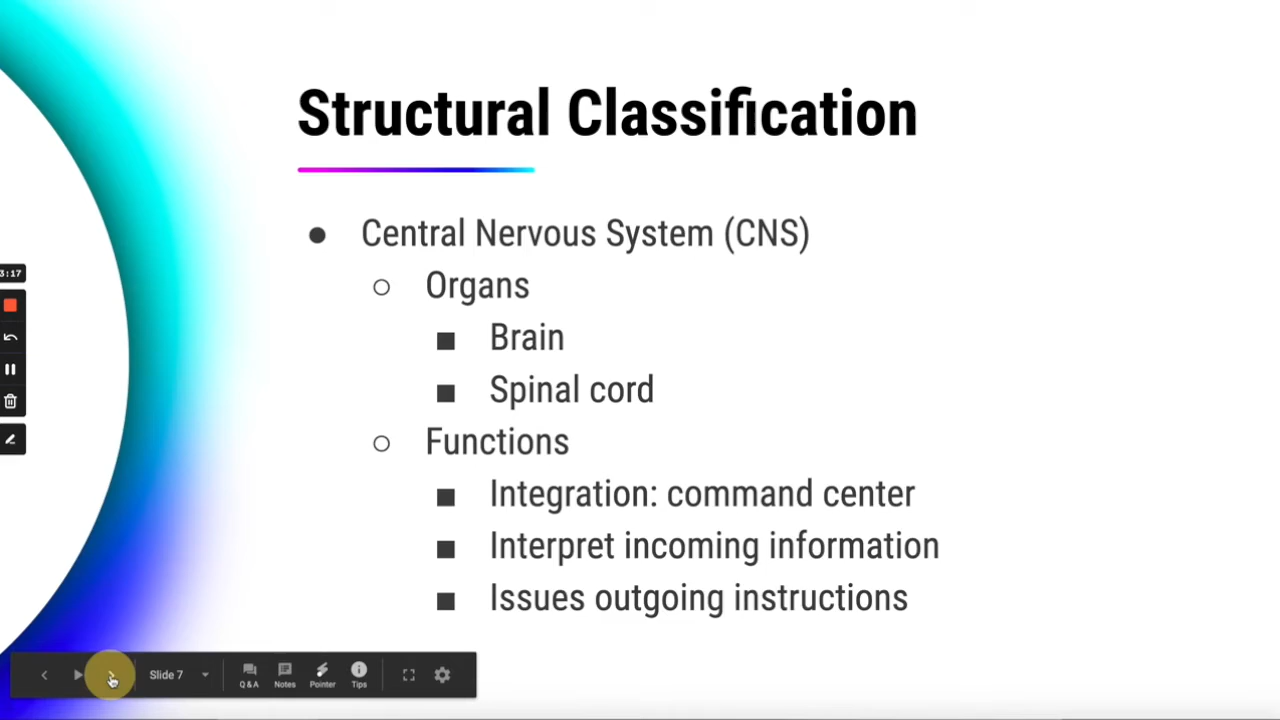 Structural Classification
Central Nervous System (CNS)
Organs
Brain
Spinal cord
Functions
Integration: command center
Interpret incoming information
Issues outgoing instructions
3:17
Slide 7
Q&A
Notes
Pointer
Tips